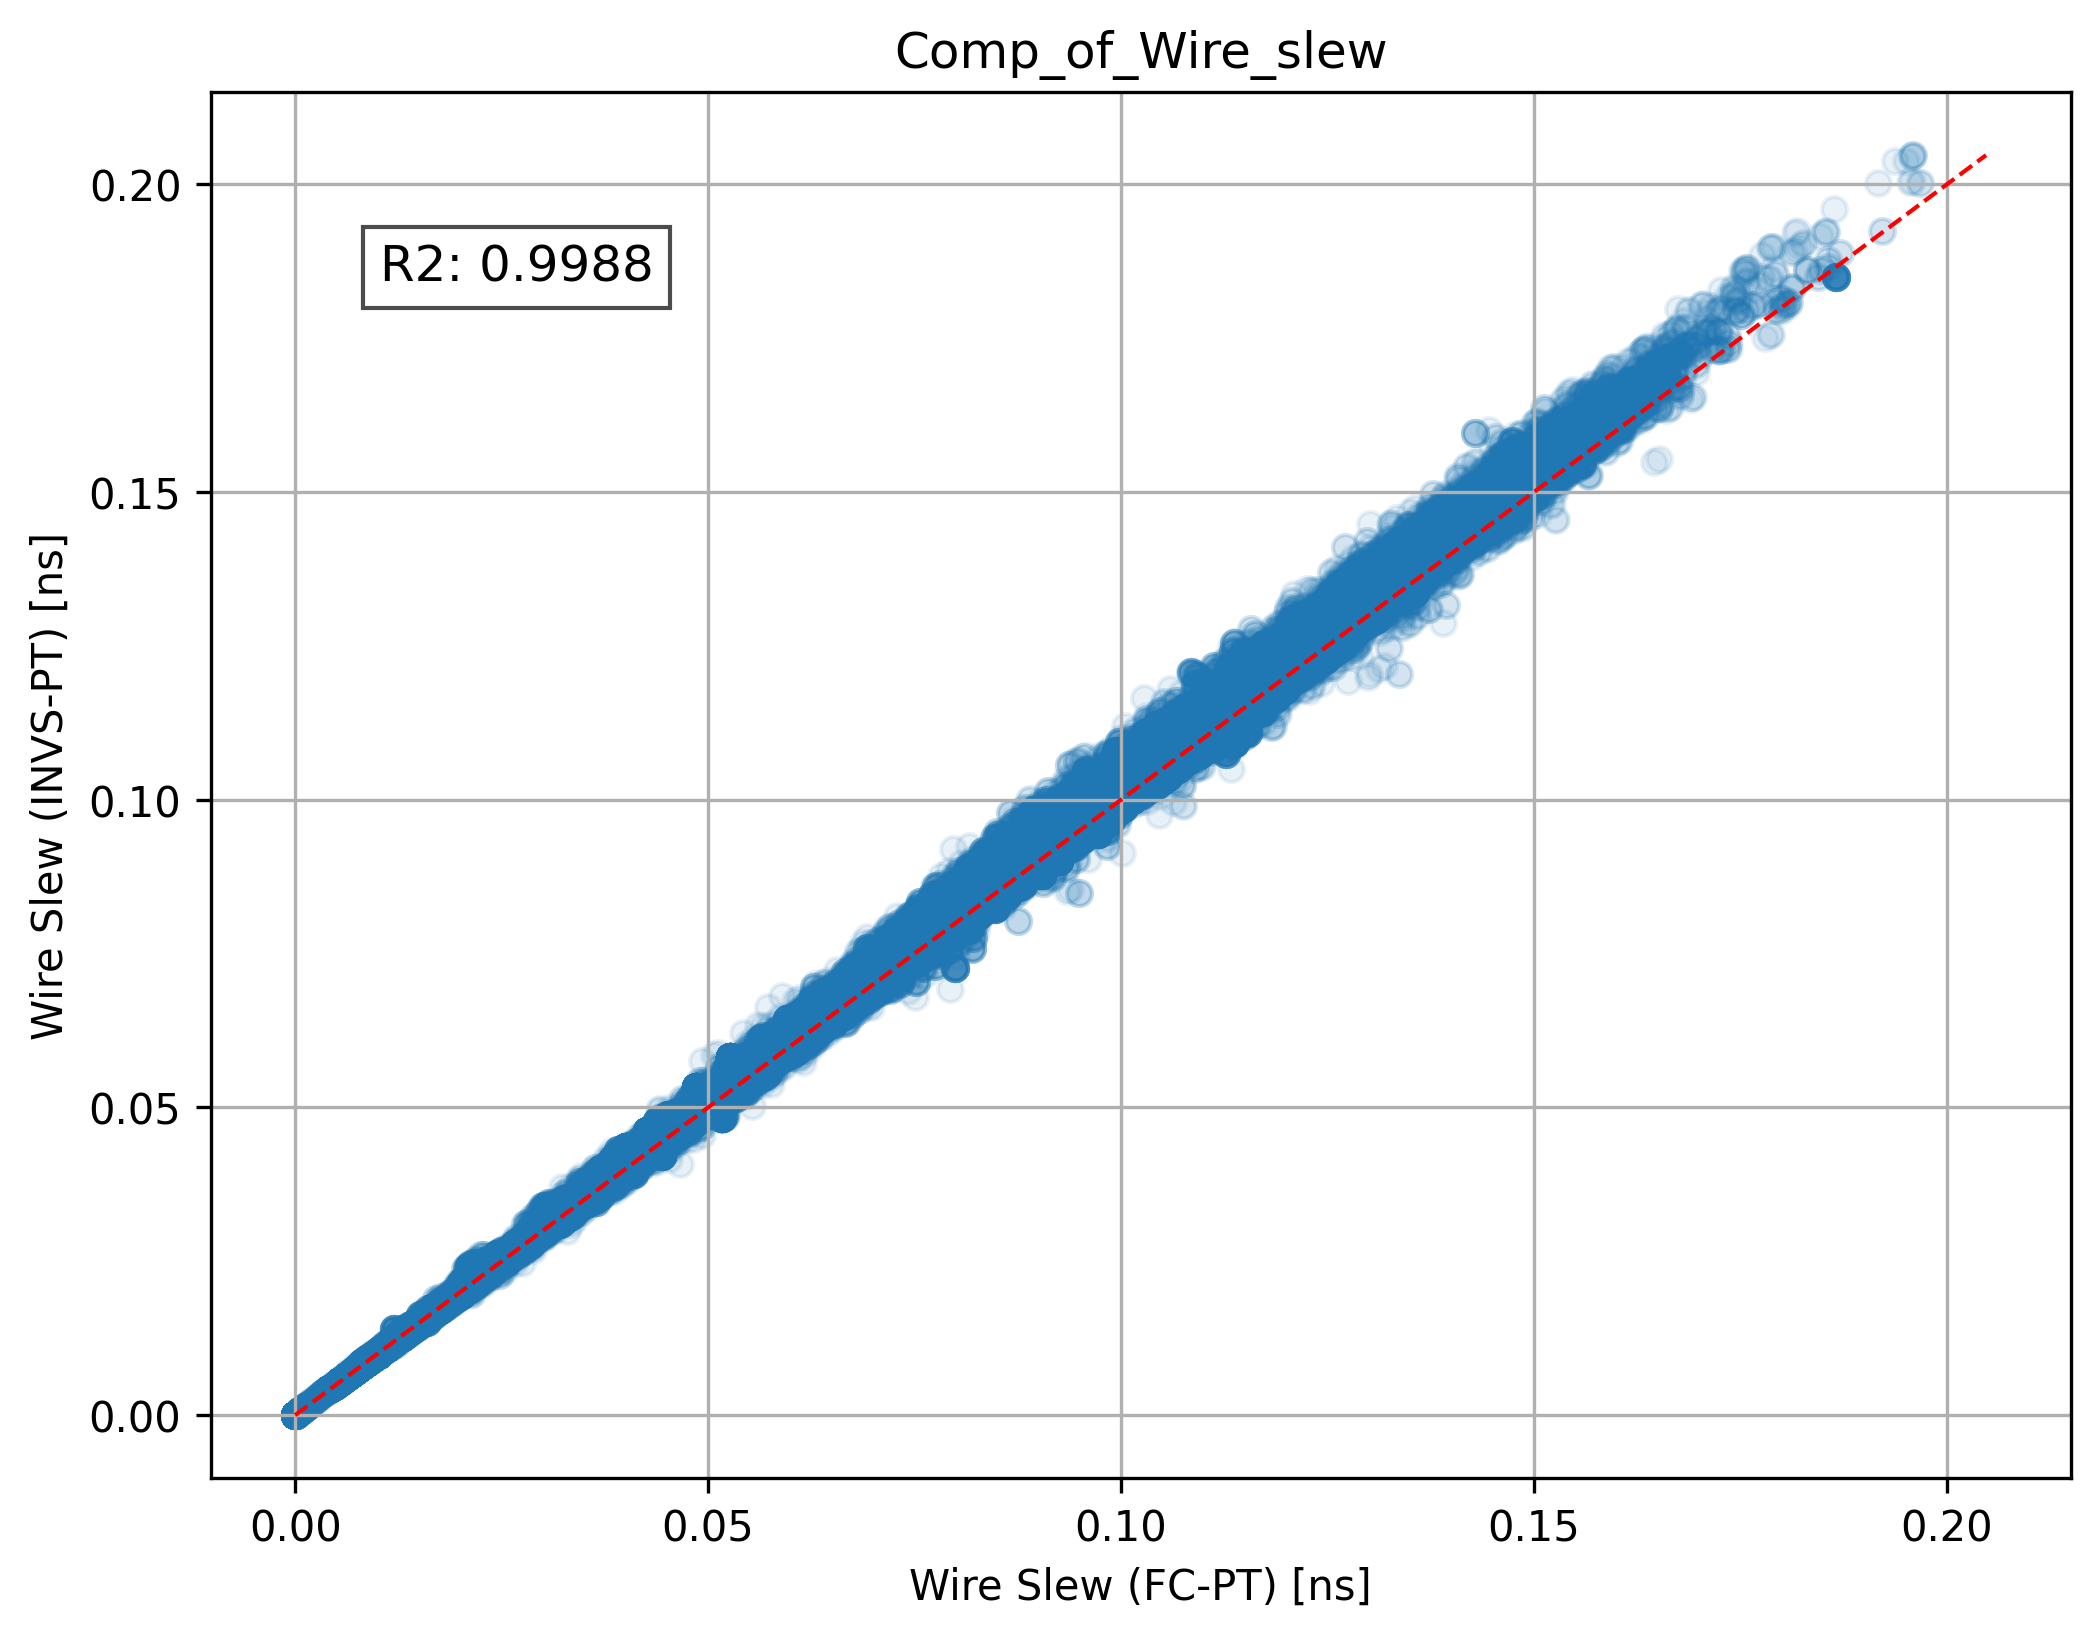 Comp_of_Wire_slew
R2: 0.9988
Wire Slew (INVS-PT) [ns]
0.20
0.15
0.10
0.05
0.00
0.00 0.05 0.10 0.15 0.20
Wire Slew (FC-PT) [ns]